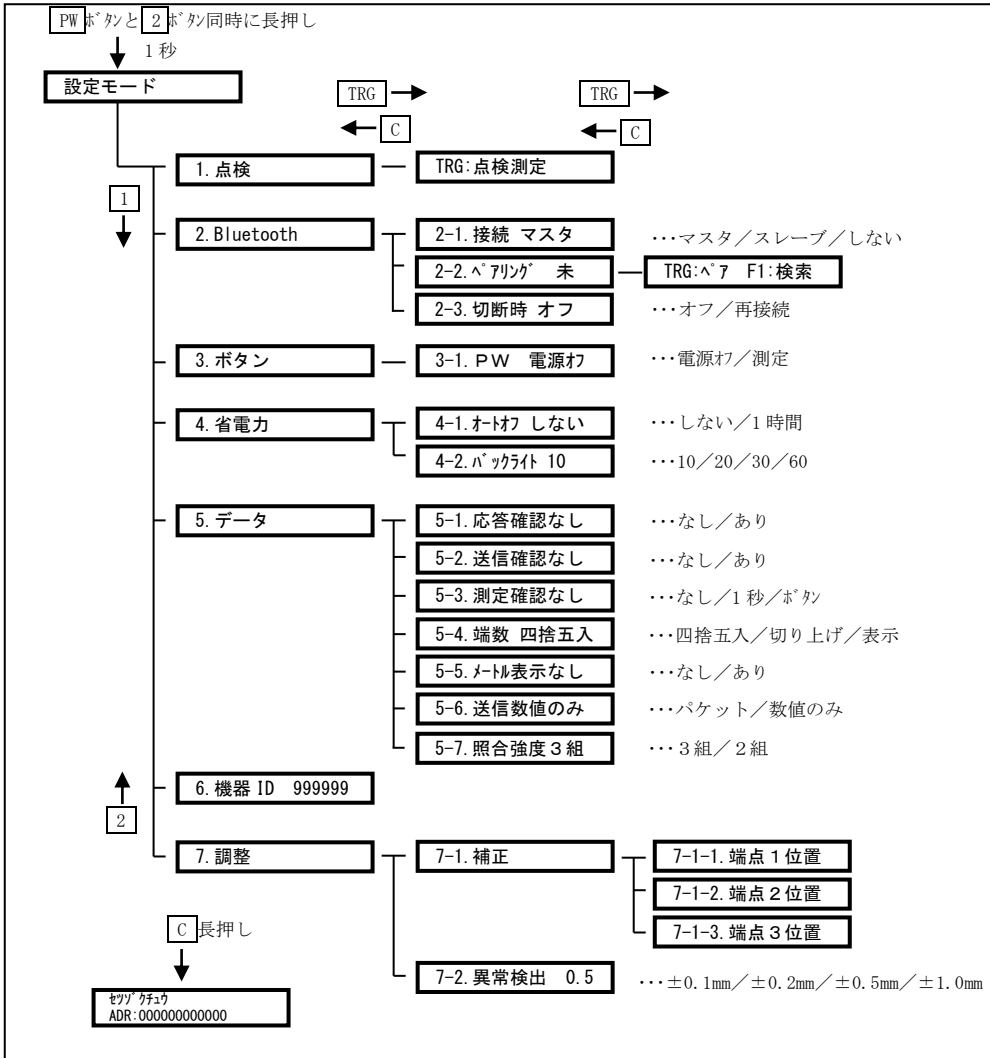 PW ﾎﾞﾀﾝと 2 ﾎﾞﾀﾝ同時に長押し
1 秒
設定モード
TRG
TRG
C
C
1.点検
TRG:点検測定
1
2.Bluetooth
2-1.接続 マスタ
･･･マスタ／スレーブ／しない
2-2.ﾍﾟｱﾘﾝｸﾞ 未
TRG:ﾍﾟｱ F1:検索
2-3.切断時 オフ
･･･オフ／再接続
3.ボタン
3-1.ＰＷ 電源ｵﾌ
･･･電源ｵﾌ／測定
4.省電力
4-1.ｵｰﾄｵﾌ しない
･･･しない／1 時間
4-2.ﾊﾞｯｸﾗｲﾄ 10
･･･10／20／30／60
5.データ
5-1.応答確認なし
･･･なし／あり
5-2.送信確認なし
･･･なし／あり
5-3.測定確認なし
･･･なし／1 秒／ﾎﾞﾀﾝ
5-4.端数 四捨五入
･･･四捨五入／切り上げ／表示
5-5.ﾒｰﾄﾙ表示なし
･･･なし／あり
5-6.送信数値のみ
･･･パケット／数値のみ
5-7.照合強度３組
･･･３組／２組
6.機器 ID 999999
2
7.調整
7-1.補正
7-1-1.端点１位置
7-1-2.端点２位置
7-1-3.端点３位置
C 長押し
7-2.異常検出 0.5
･･･±0.1mm／±0.2mm／±0.5mm／±1.0mm
ｾﾂｿﾞｸﾁｭｳ
ADR:000000000000